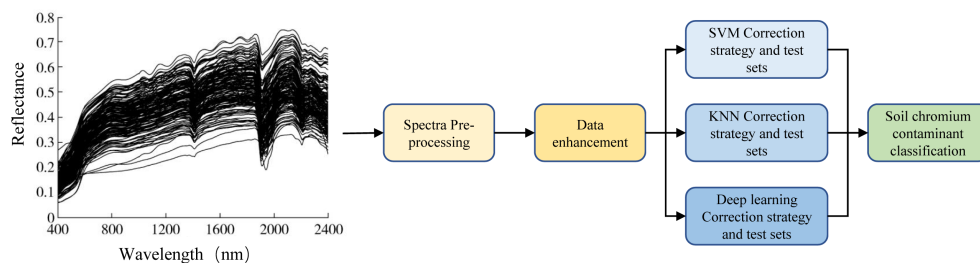 0.8
0.7
0.6
0.5
0.4
0.3
0.2
0.1
0
Reflectance
400
800
1200
1600
2000
2400
Wavelength（nm）
Spectra Pre-
processing
Data
enhancement
SVM Correction
strategy and test
sets
KNN Correction
strategy and test
sets
Deep learning
Correction strategy
and test sets
Soil chromium
contaminant
classification